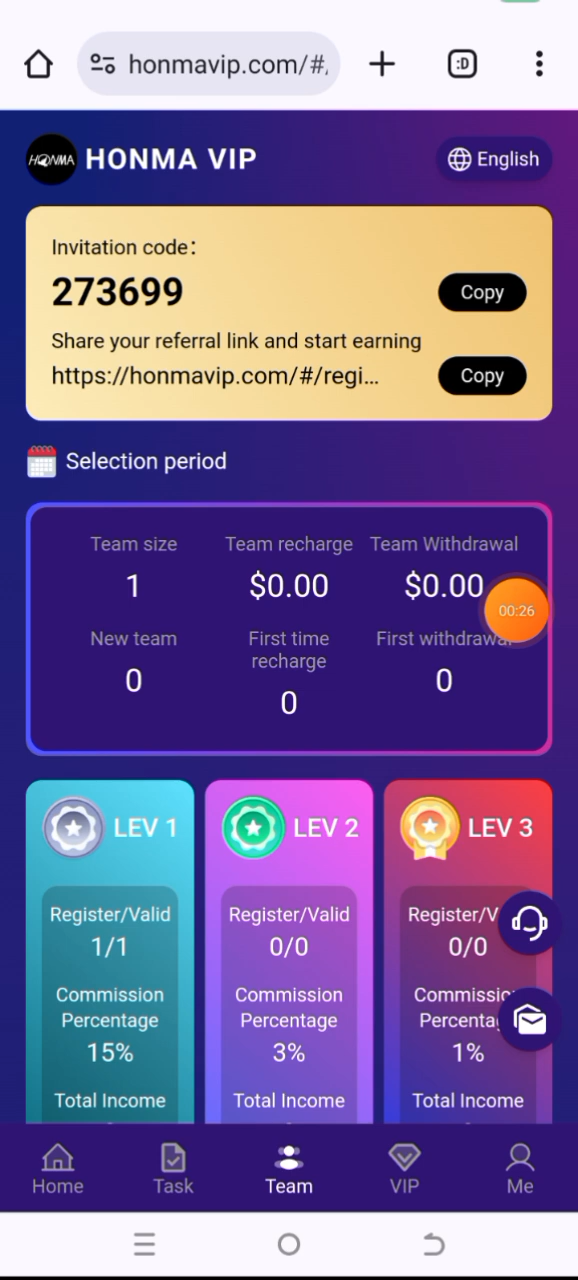 :D
honmavip.com/#
HONMA
HONMA VIP
English
Invitation code:
273699
Copy
Share your referral link and start earning
https://honmavip.com/#/regi...
Copy
Selection period
Team size
Team recharge
Team Withdrawal
1
$0.00
$0.00
00:26
New team
First time
recharge
First withdrawal
0
0
0
LEV 1
LEV 2
LEV 3
Register/Valid
Register/Valid
Register/V
1/1
0/0
0/0
Commission
Percentage
Commission
Percentage
Commissio
Percenta
15%
3%
1%
Total Income
Total Income
Total Income
Home
Task
Team
VIP
Me